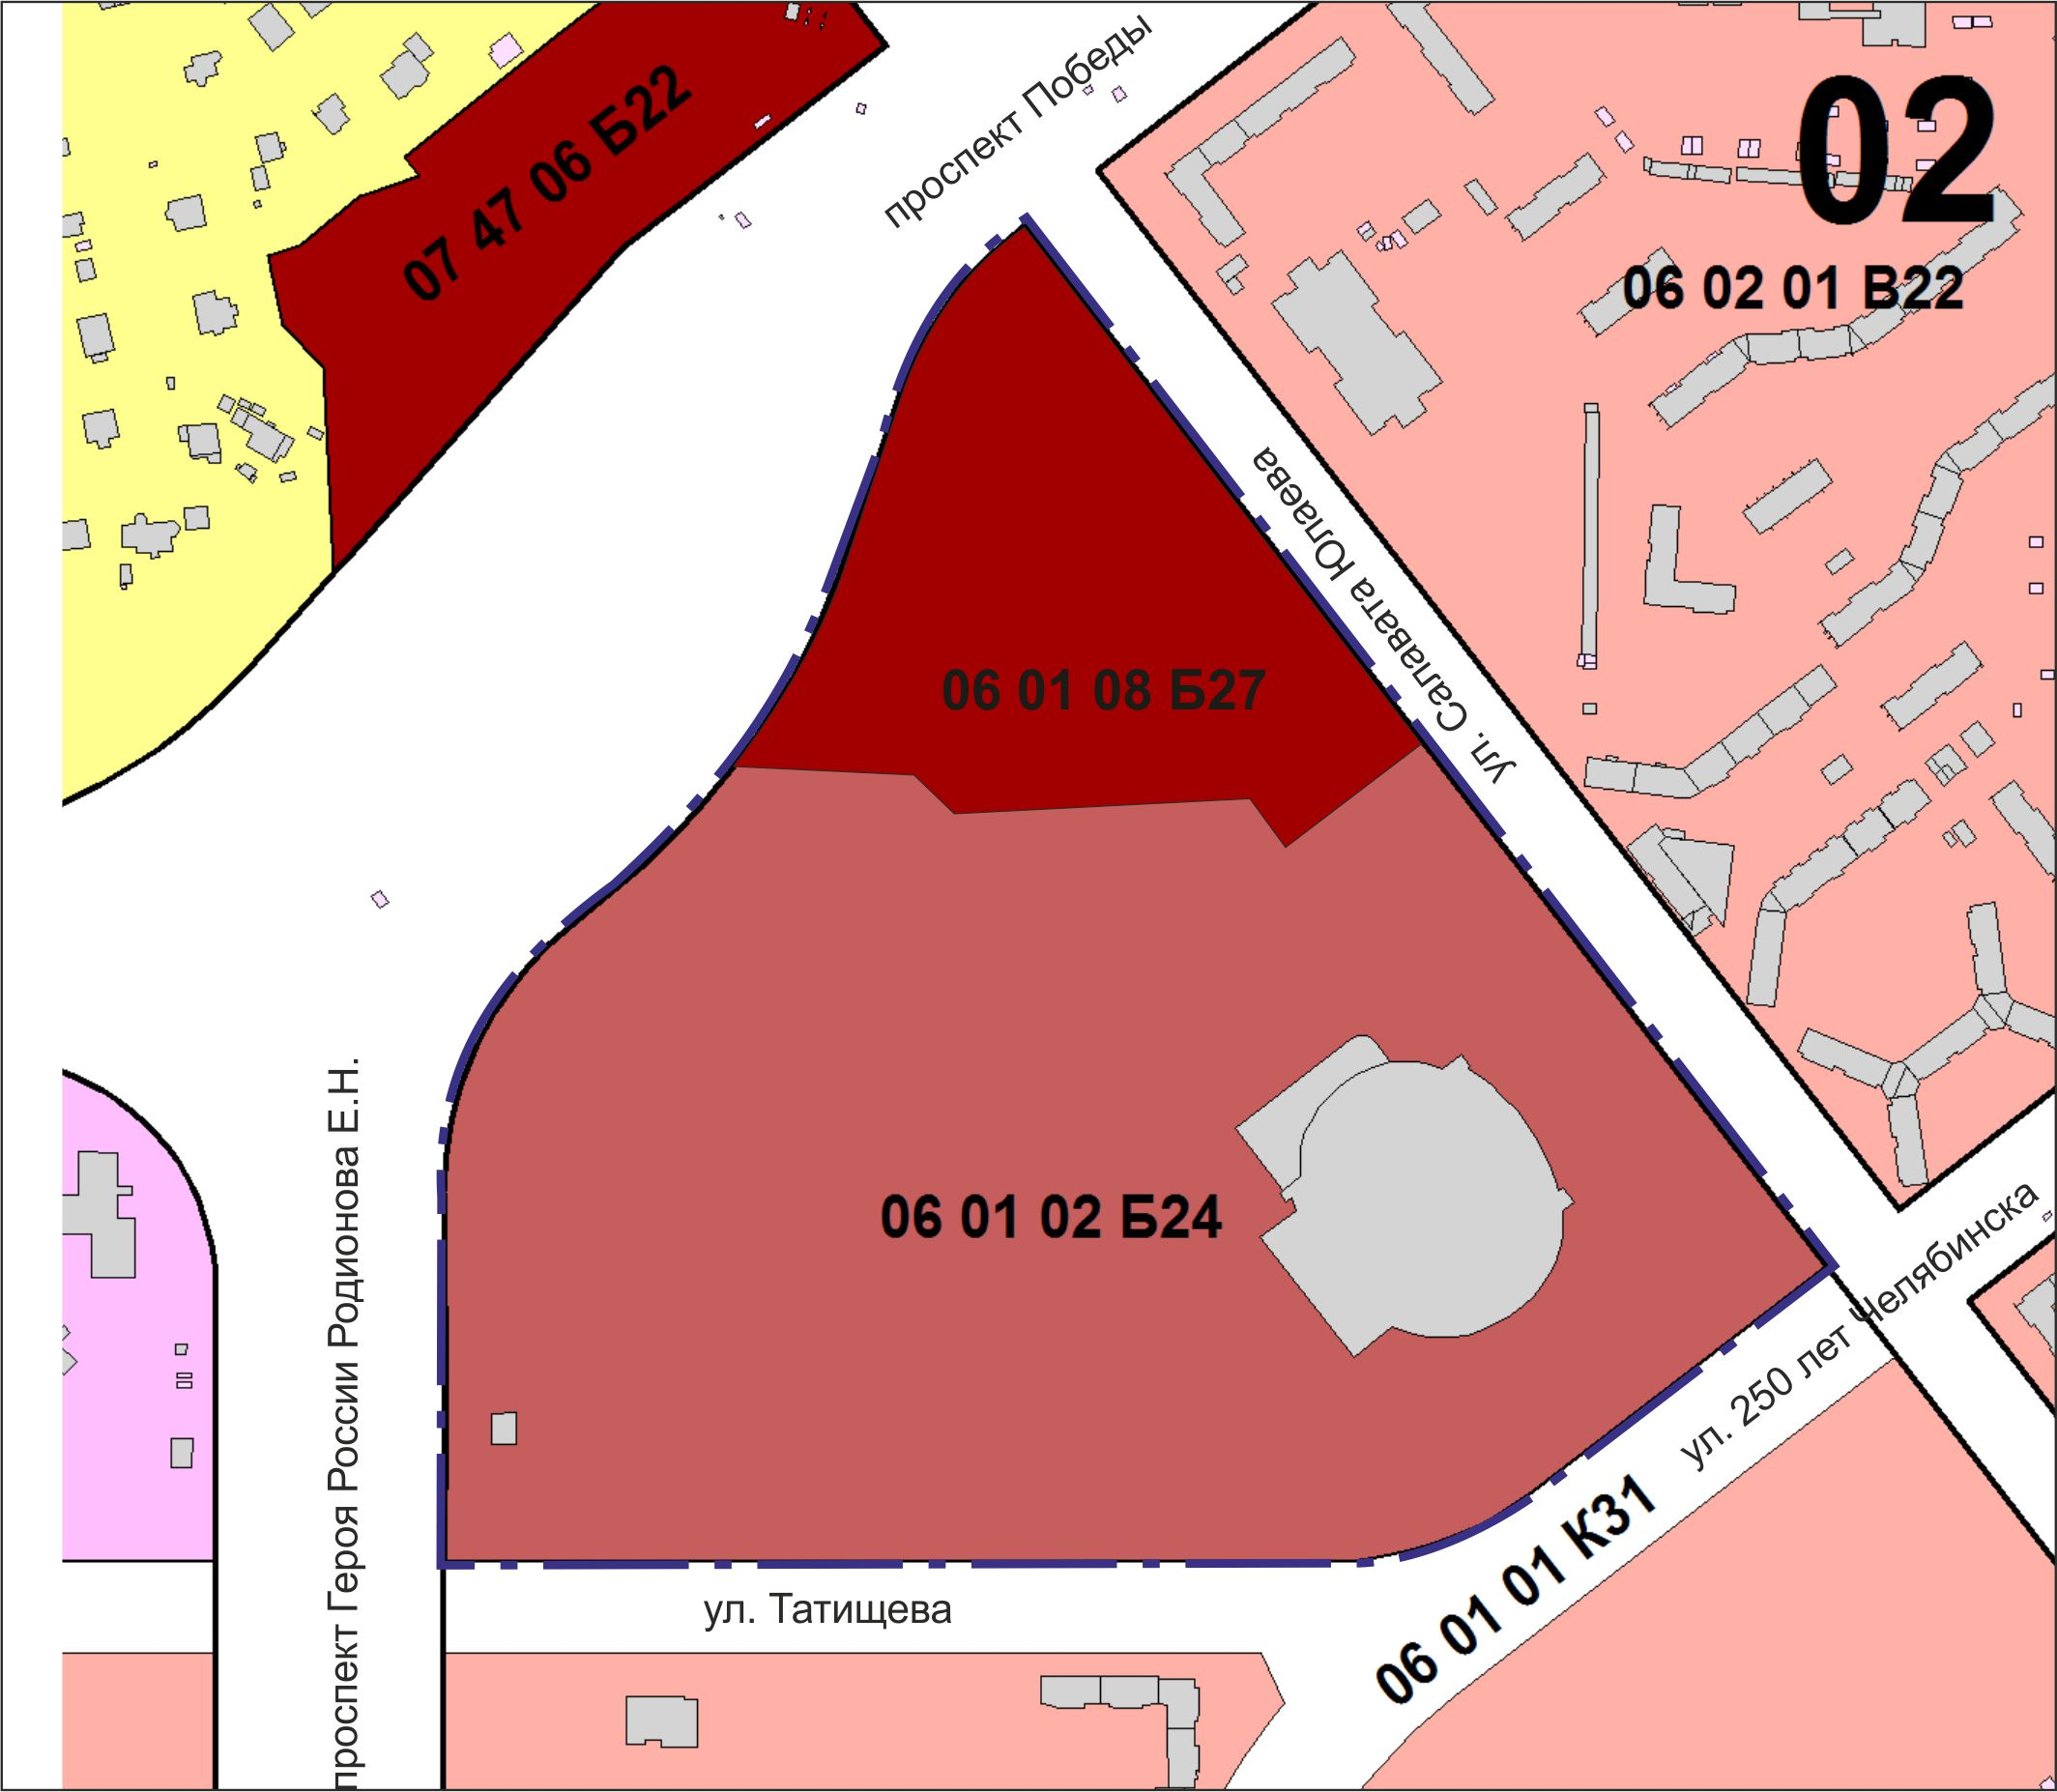 проспект Победы
02
07 47 06 Б22
06 02 01 В22
ул. Салавата Юлаева
06 01 08 Б27
06 01 02 Б24
проспект Героя России Родионова Е.Н.
ул. 250 лет Челябинска
06 01 01 К31
ул. Татищева